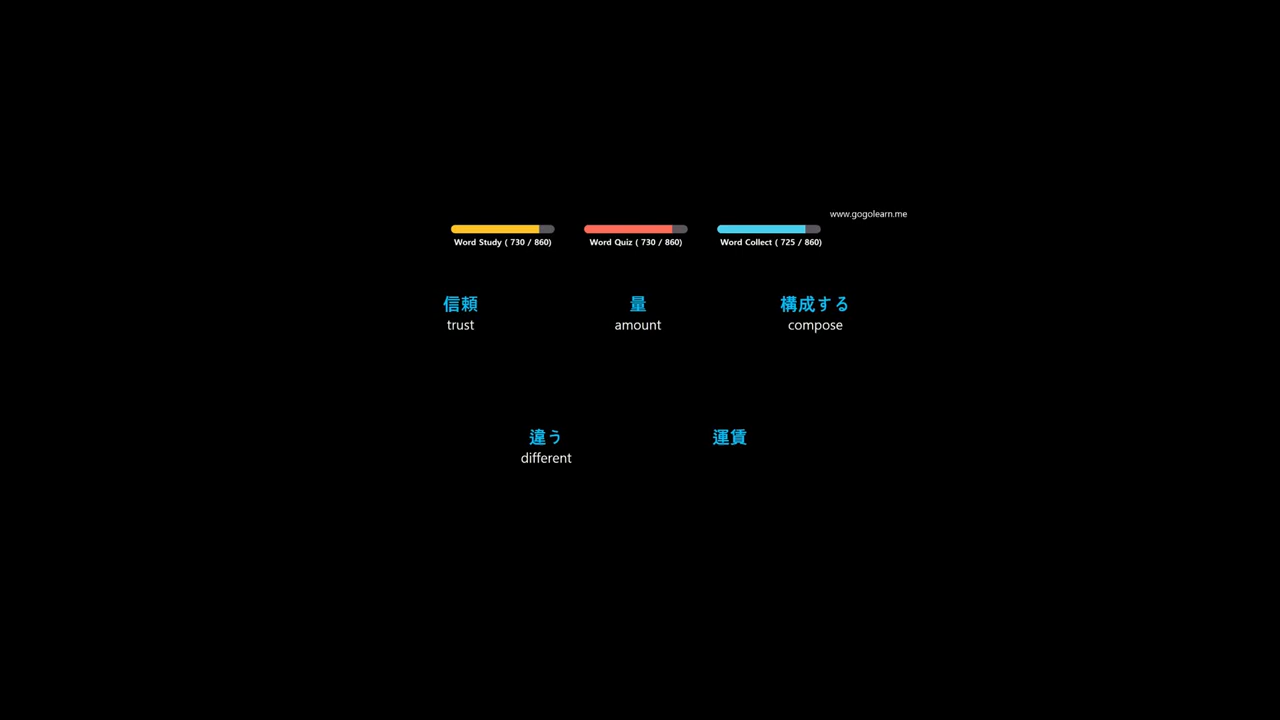 www.gogolearn.me
Word Study ( 730 / 860)
Word Quiz ( 730 / 860)
Word Collect ( 725 / 860)
信頼
trust
量
amount
構成する
compose
違う
different
運賃